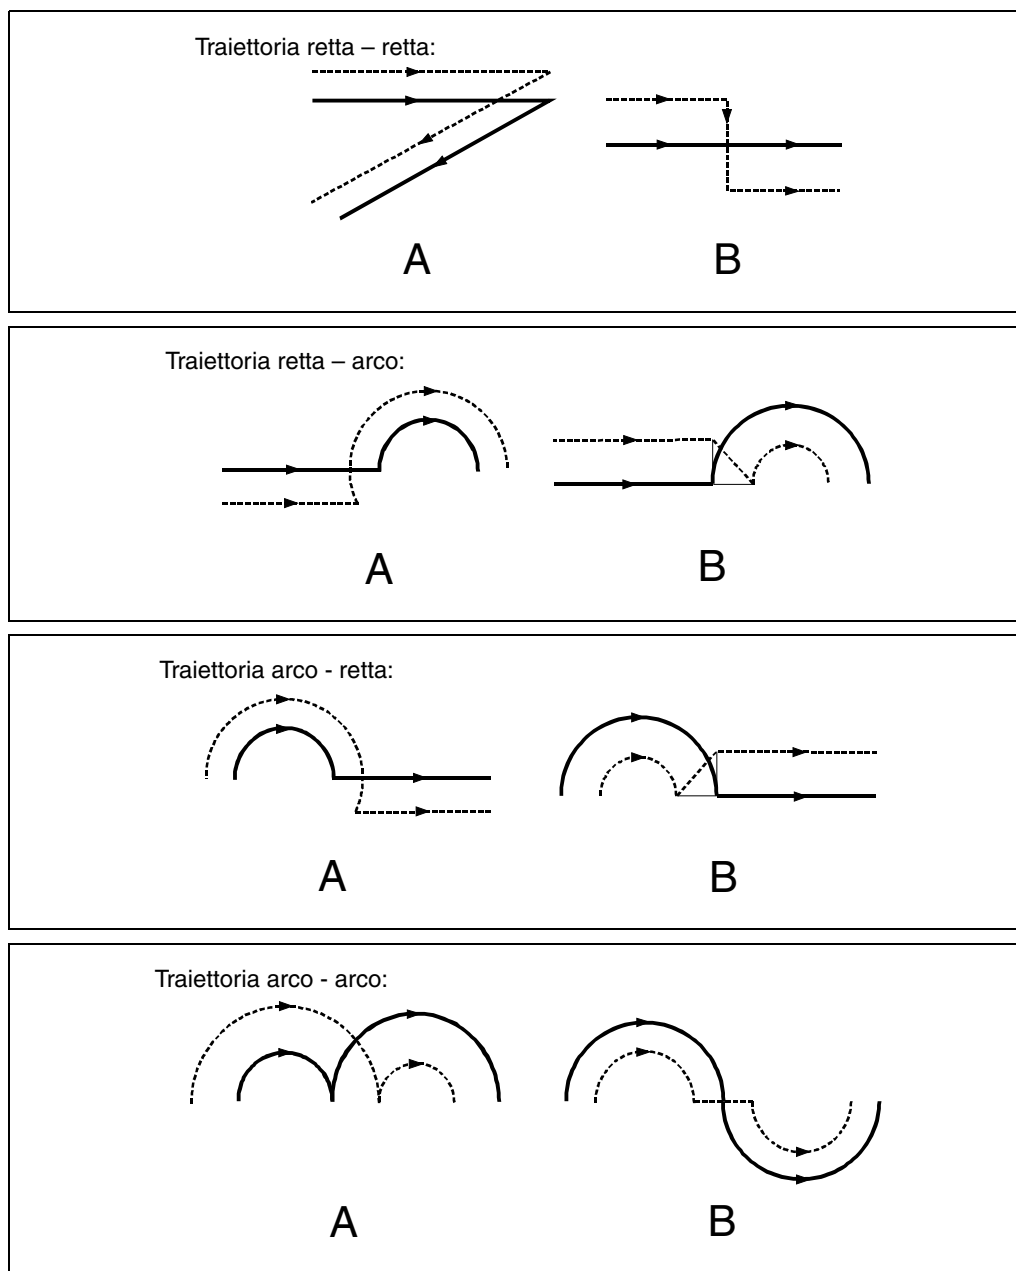 Traiettoria retta – retta:
A
B
Traiettoria retta – arco:
A
B
Traiettoria arco - retta:
A
B
Traiettoria arco - arco:
A
B